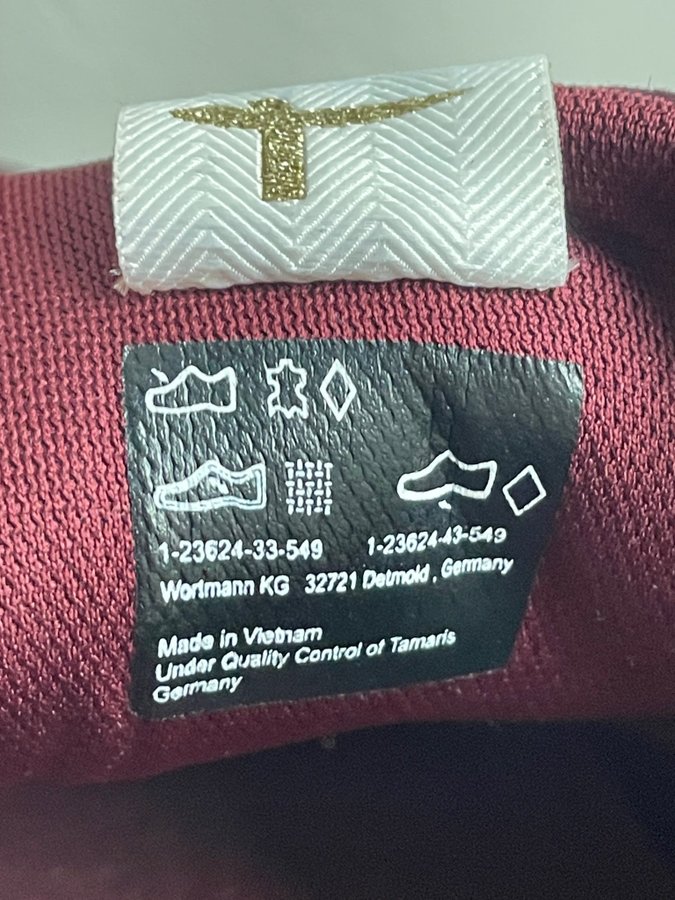 1-23624-33-549 1-23624-43-549
Wortmann KG 32721 Detmold , Germany
Made in Vietnam
Under Quality Control of Tamaris
Germany